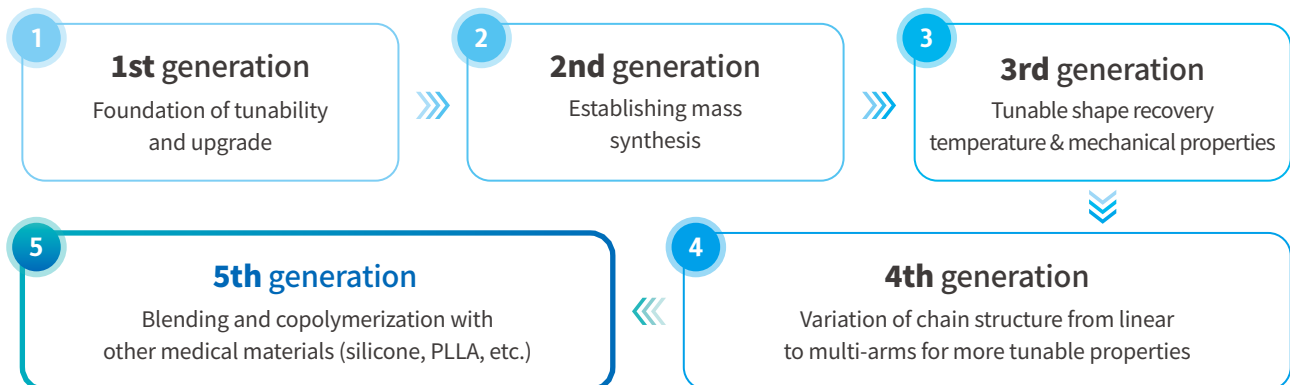 1
1st generation
Foundation of tunability
and upgrade
2
2nd generation
Establishing mass
synthesis
3
3rd generation
Tunable shape recovery
temperature & mechanical properties
4
4th generation
Variation of chain structure from linear
to multi-arms for more tunable properties
5
5th generation
Blending and copolymerization with
other medical materials (silicone, PLLA, etc.)